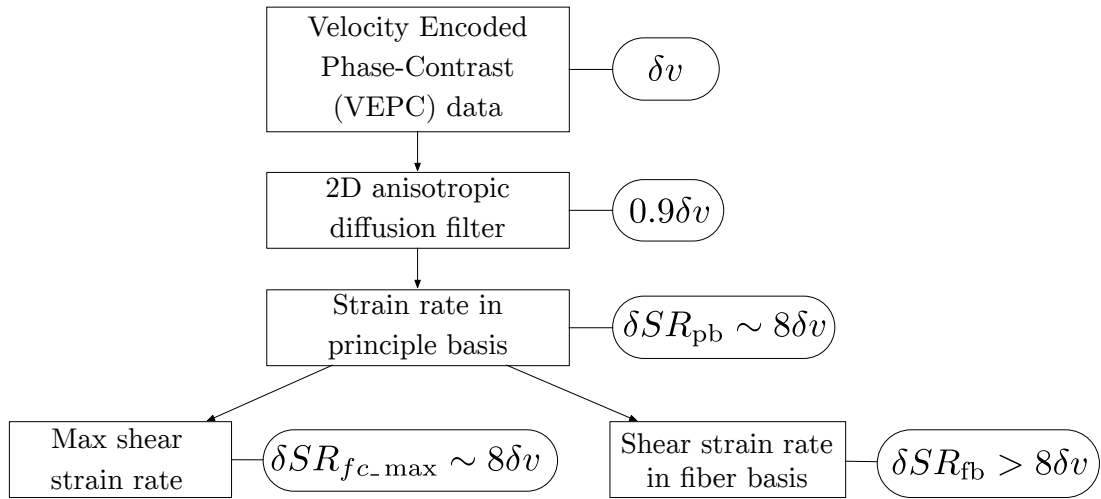 Velocity Encoded
Phase-Contrast
(VEPC) data
δv
2D anisotropic
diffusion filter
0.9δv
Strain rate in
principle basis
δSR_pb ∼ 8δv
Max shear
strain rate
δSR_fc_max ∼ 8δv
Shear strain rate
in fiber basis
δSR_fb > 8δv